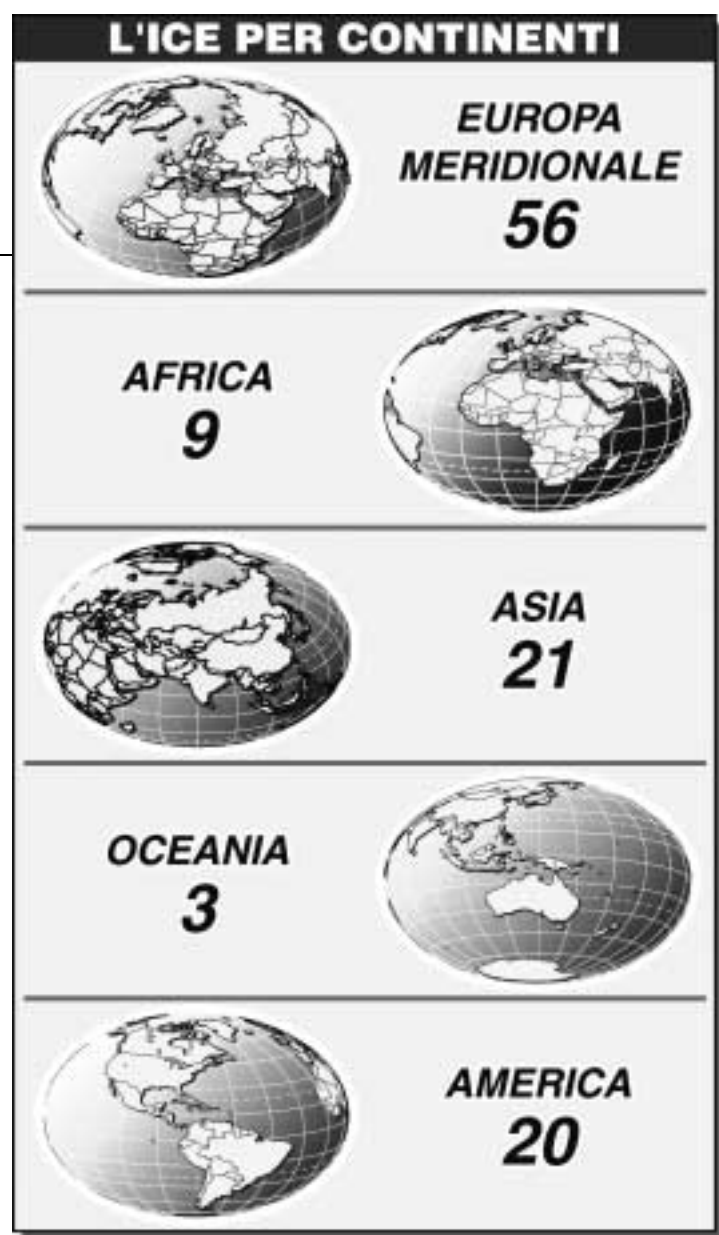 L'ICE PER CONTINENTI
EUROPA
MERIDIONALE
56
AFRICA
9
ASIA
21
OCEANIA
3
AMERICA
20